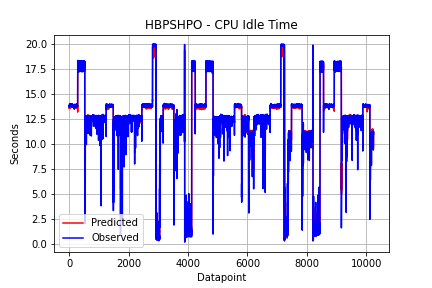 HBPSHPO - CPU Idle Time
20.0
17.5
15.0
12.5
10.0
7.5
5.0
2.5
0.0
Seconds
Predicted
Observed
0 2000 4000 6000 8000 10000
Datapoint